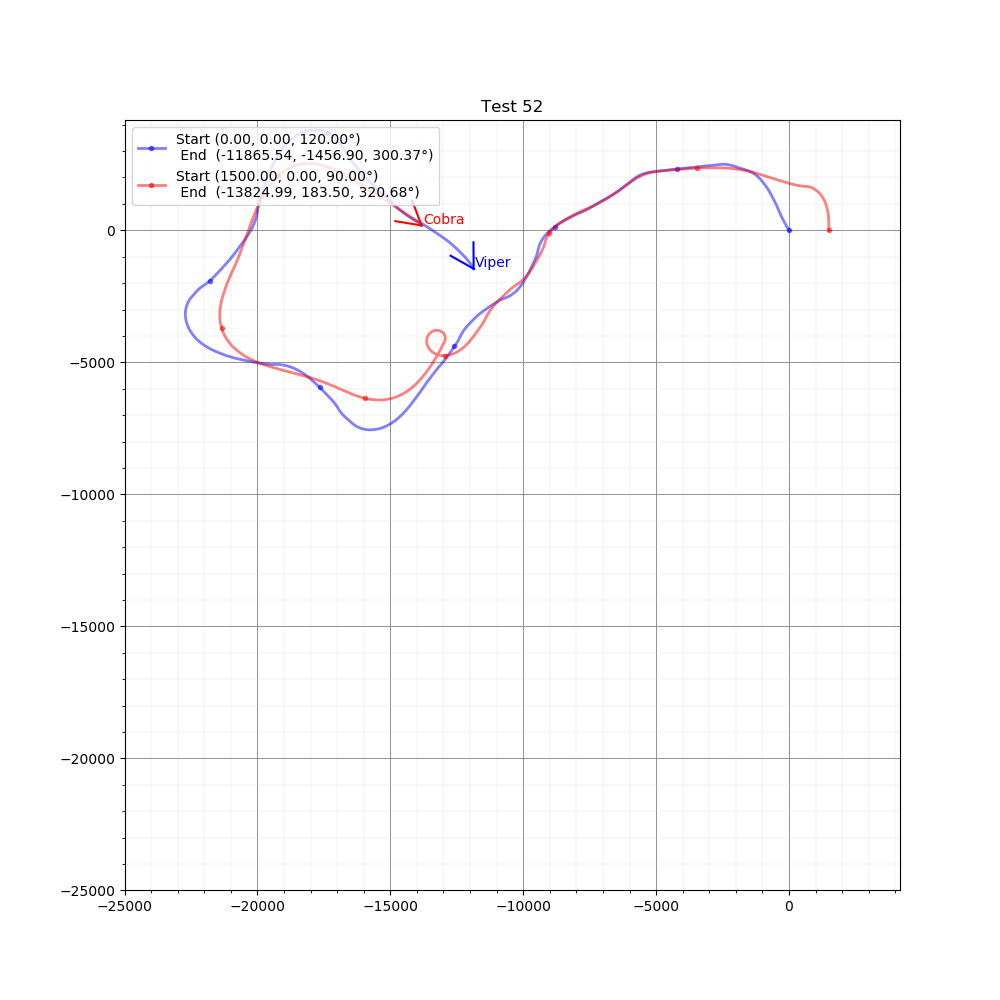 Test 52
Start (0.00, 0.00, 120.00°)
End (-11865.54, -1456.90, 300.37°)
Start (1500.00, 0.00, 90.00°)
End (-13824.99, 183.50, 320.68°)
Cobra
Viper
0
−5000
−10000
−15000
−20000
−25000
−25000 −20000 −15000 −10000 −5000 0